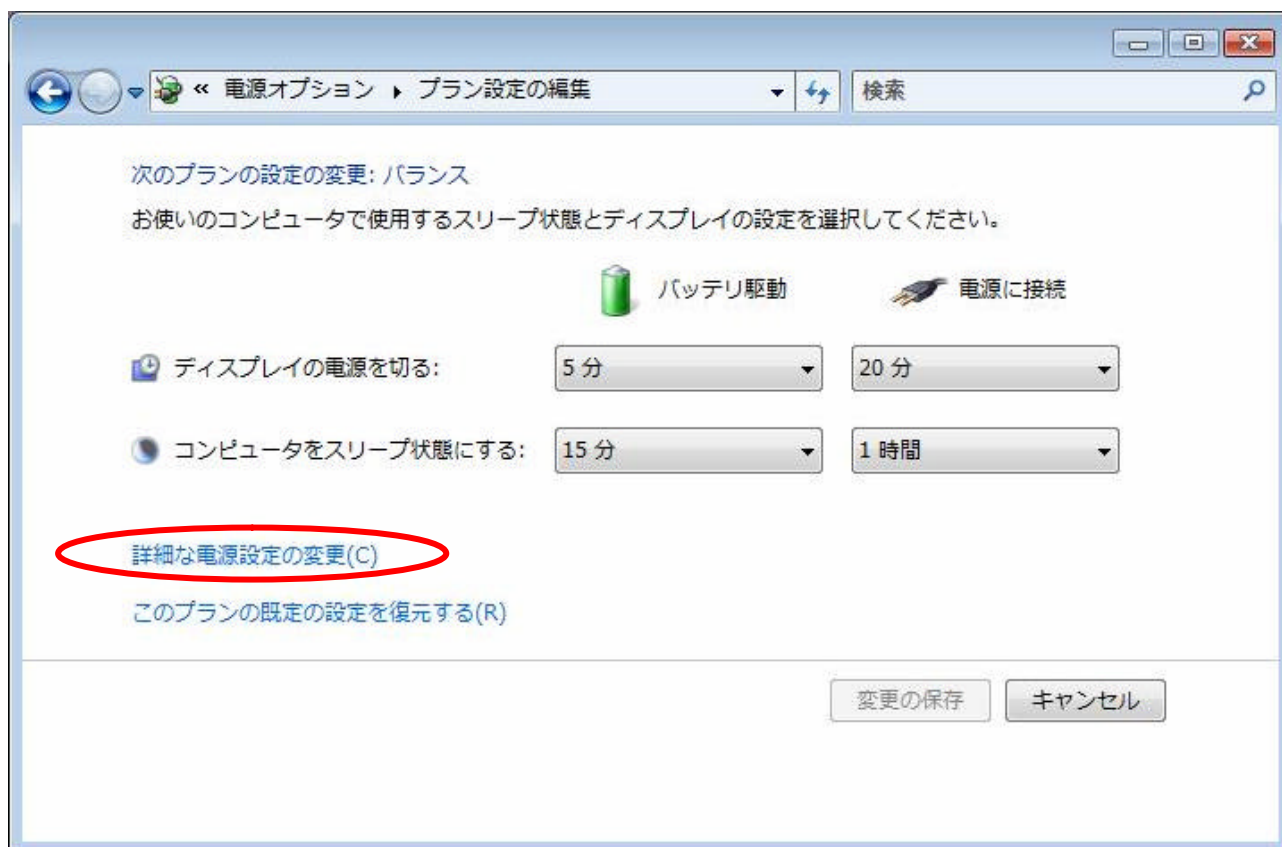 « 電源オプション ▸ プラン設定の編集
検索
次のプランの設定の変更: バランス
お使いのコンピュータで使用するスリープ状態とディスプレイの設定を選択してください。
バッテリ駆動 電源に接続
ディスプレイの電源を切る: 5 分 20 分
コンピュータをスリープ状態にする: 15 分 1 時間
詳細な電源設定の変更(C)
このプランの既定の設定を復元する(R)
変更の保存 キャンセル